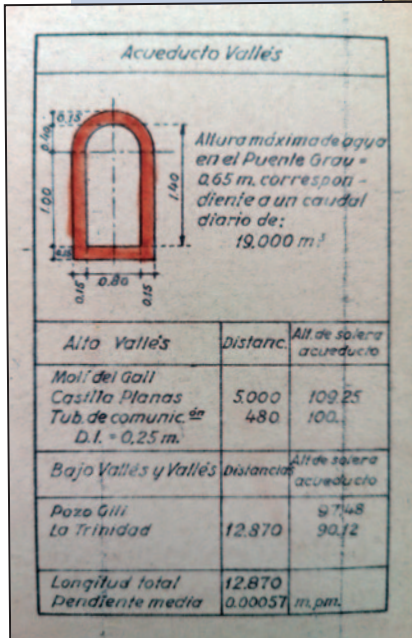 Acueducto Vallés
0.15
0.40
1.00
1.40
0.15
0.80
0.15
Altura máxima de agua
en el Puente Grau =
0,65 m. correspon-
diente a un caudal
diario de:
19.000 m³
Alto Vallés Distanc. Alt. de solera
acueducto
Molí del Gall
Castilla Planas 5.000 109.25
Tub. de comunic.ón 480 100.
D.I. = 0,25 m.
Bajo Vallés y Vallés Distancias Alt de solera
acueducto
Pozo Gili 97,48
La Trinidad 12.870 90,12
Longitud total 12.870
Pendiente media 0.00057 m.pm.